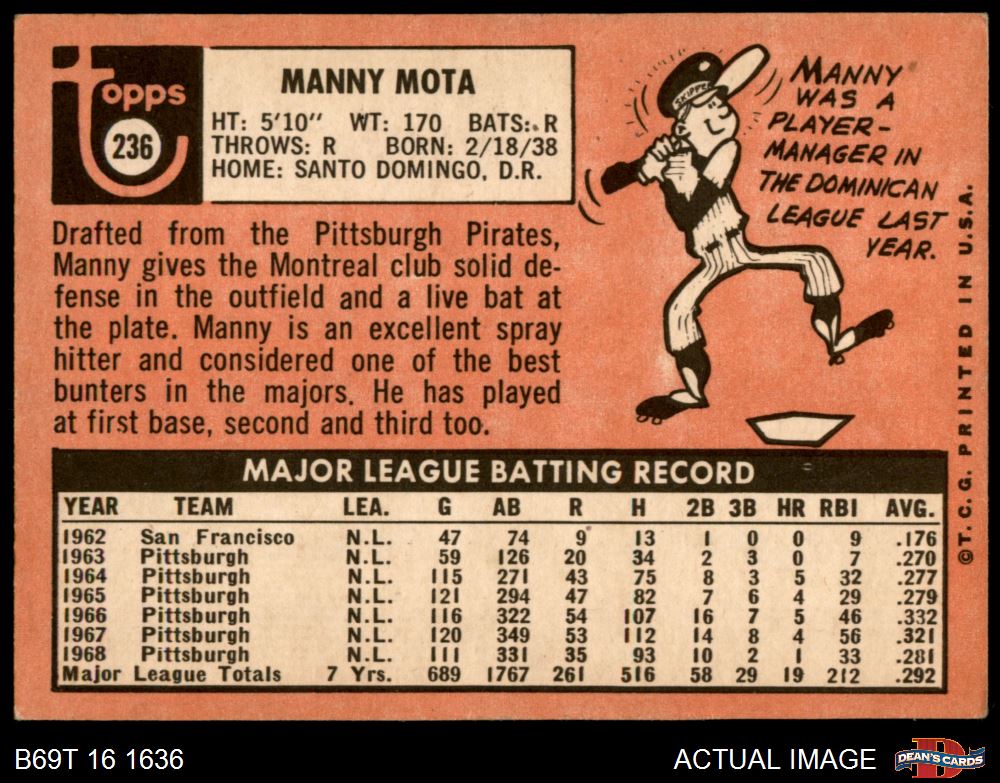 Topps
236
MANNY MOTA
HT: 5'10" WT: 170 BATS: R
THROWS: R BORN: 2/18/38
HOME: SANTO DOMINGO, D.R.
SKIPPER
MANNY
WAS A
PLAYER-
MANAGER IN
THE DOMINICAN
LEAGUE LAST
YEAR.
Drafted from the Pittsburgh Pirates,
Manny gives the Montreal club solid de-
fense in the outfield and a live bat at
the plate. Manny is an excellent spray
hitter and considered one of the best
bunters in the majors. He has played
at first base, second and third too.
©T.C.G. PRINTED IN U.S.A.
MAJOR LEAGUE BATTING RECORD
YEAR TEAM LEA. G AB R H 2B 3B HR RBI AVG.
1962 San Francisco N.L. 47 74 9 13 1 0 0 9 .176
1963 Pittsburgh N.L. 59 126 20 34 2 3 0 7 .270
1964 Pittsburgh N.L. 115 271 43 75 8 3 5 32 .277
1965 Pittsburgh N.L. 121 294 47 82 7 6 4 29 .279
1966 Pittsburgh N.L. 116 322 54 107 16 7 5 46 .332
1967 Pittsburgh N.L. 120 349 53 112 14 8 4 56 .321
1968 Pittsburgh N.L. 111 331 35 93 10 2 1 33 .281
Major League Totals 7 Yrs. 689 1767 261 516 58 29 19 212 .292
B69T 16 1636
ACTUAL IMAGE
D
DEAN'S CARDS